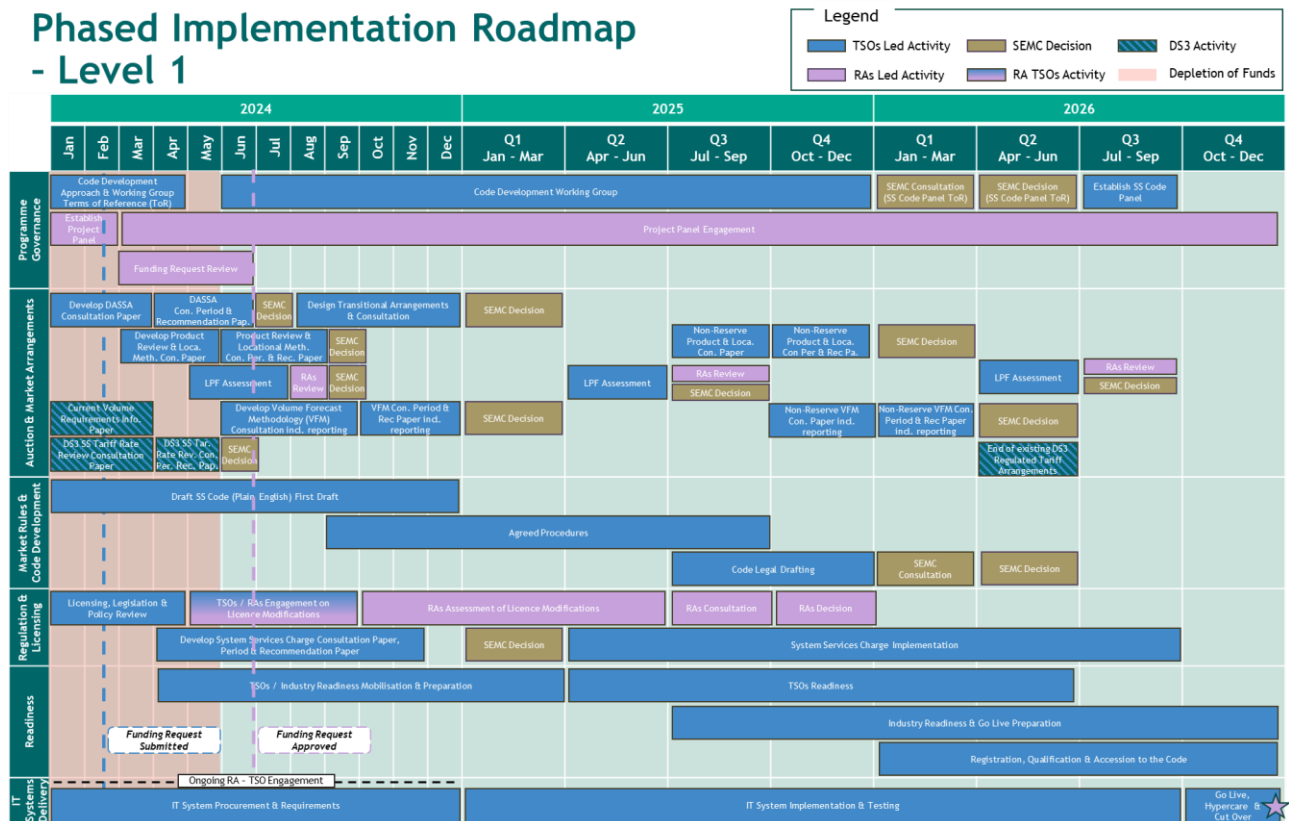 Phased Implementation Roadmap
- Level 1
Legend
TSOs Led Activity
SEMC Decision
DS3 Activity
RAs Led Activity
RA TSOs Activity
Depletion of Funds
2024
2025
2026
Jan
Feb
Mar
Apr
May
Jun
Jul
Aug
Sep
Oct
Nov
Dec
Q1
Jan - Mar
Q2
Apr - Jun
Q3
Jul - Sep
Q4
Oct - Dec
Q1
Jan - Mar
Q2
Apr - Jun
Q3
Jul - Sep
Q4
Oct - Dec
Programme
Governance
Code Development
Approach & Working Group
Terms of Reference (ToR)
Code Development Working Group
SEMC Consultation
(SS Code Panel ToR)
SEMC Decision
(SS Code Panel ToR)
Establish SS Code
Panel
Establish
Project
Panel
Project Panel Engagement
Funding Request Review
Auction & Market Arrangements
Develop DASSA
Consultation Paper
DASSA
Con. Period &
Recommendation Pap.
SEMC
Decision
Design Transitional Arrangements
& Consultation
SEMC Decision
Develop Product
Review & Loca.
Meth. Con. Paper
Product Review &
Locational Meth.
Con. Per. & Rec. Paper
SEMC
Decision
Non-Reserve
Product & Loca.
Con. Paper
Non-Reserve
Product & Loca.
Con Per & Rec Pa.
SEMC Decision
LPF Assessment
RAs
Review
SEMC
Decision
LPF Assessment
RAs Review
SEMC Decision
LPF Assessment
RAs Review
SEMC Decision
Current Volume
Requirements Info.
Paper
Develop Volume Forecast
Methodology (VFM)
Consultation incl. reporting
VFM Con. Period &
Rec Paper incl.
reporting
SEMC Decision
Non-Reserve VFM
Con. Paper incl.
reporting
Non-Reserve VFM Con.
Period & Rec Paper
incl. reporting
SEMC Decision
DS3 SS Tariff Rate
Review Consultation
Paper
DS3 SS Tar.
Rate Rev. Con.
Per. Rec. Pap.
SEMC
Decision
End of existing DS3
Regulated Tariff
Arrangements
Market Rules &
Code Development
Draft SS Code (Plain English) First Draft
Agreed Procedures
Code Legal Drafting
SEMC
Consultation
SEMC Decision
Regulation &
Licensing
Licensing, Legislation &
Policy Review
TSOs / RAs Engagement on
Licence Modifications
RAs Assessment of Licence Modifications
RAs Consultation
RAs Decision
Develop System Services Charge Consultation Paper,
Period & Recommendation Paper
SEMC Decision
System Services Charge Implementation
Readiness
TSOs / Industry Readiness Mobilisation & Preparation
TSOs Readiness
Funding Request
Submitted
Funding Request
Approved
Industry Readiness & Go Live Preparation
Registration, Qualification & Accession to the Code
IT
Systems
Delivery
Ongoing RA - TSO Engagement
IT System Procurement & Requirements
IT System Implementation & Testing
Go Live,
Hypercare &
Cut Over